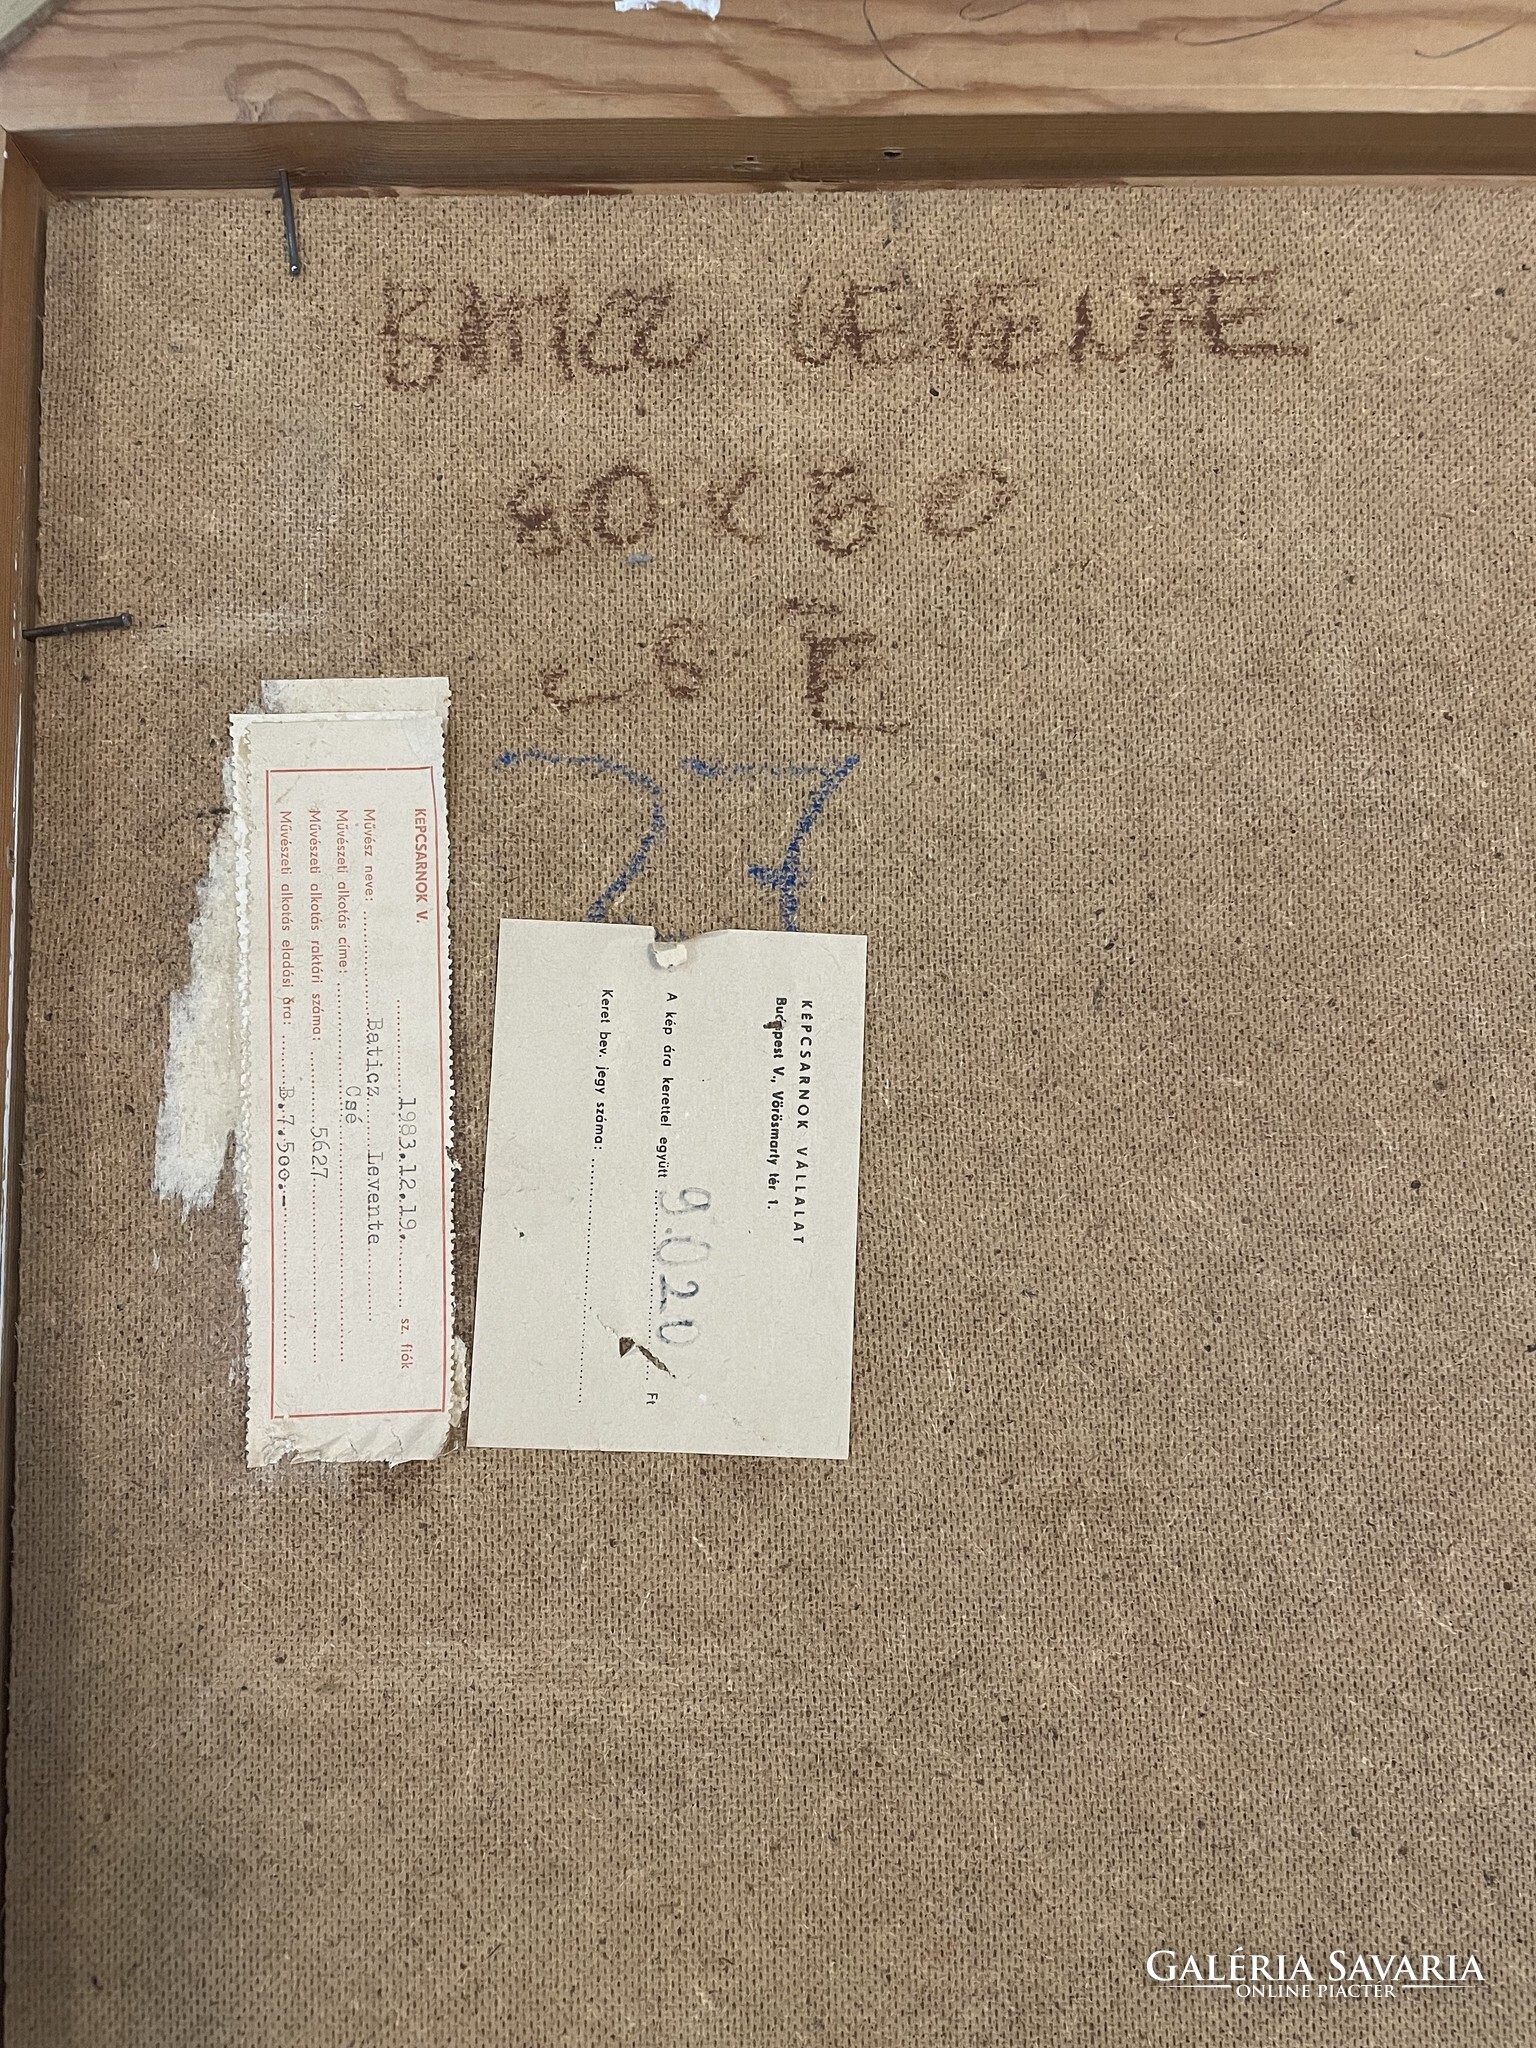 BATICZ LEVENTE
80 × 80
CSÉ
27
KÉPCSARNOK V.
1983.12.19. sz. fiók
Művész neve: Baticz Levente
Művészeti alkotás címe: Csé
Művészeti alkotás raktári száma: 5627
Művészeti alkotás eladási ára: B.7.500.-
KÉPCSARNOK VÁLLALAT
Budapest V., Vörösmarty tér 1.
A kép ára kerettel együtt 9.020 Ft
Keret bev. jegy száma:
GALÉRIA SAVARIA
ONLINE PIACTÉR